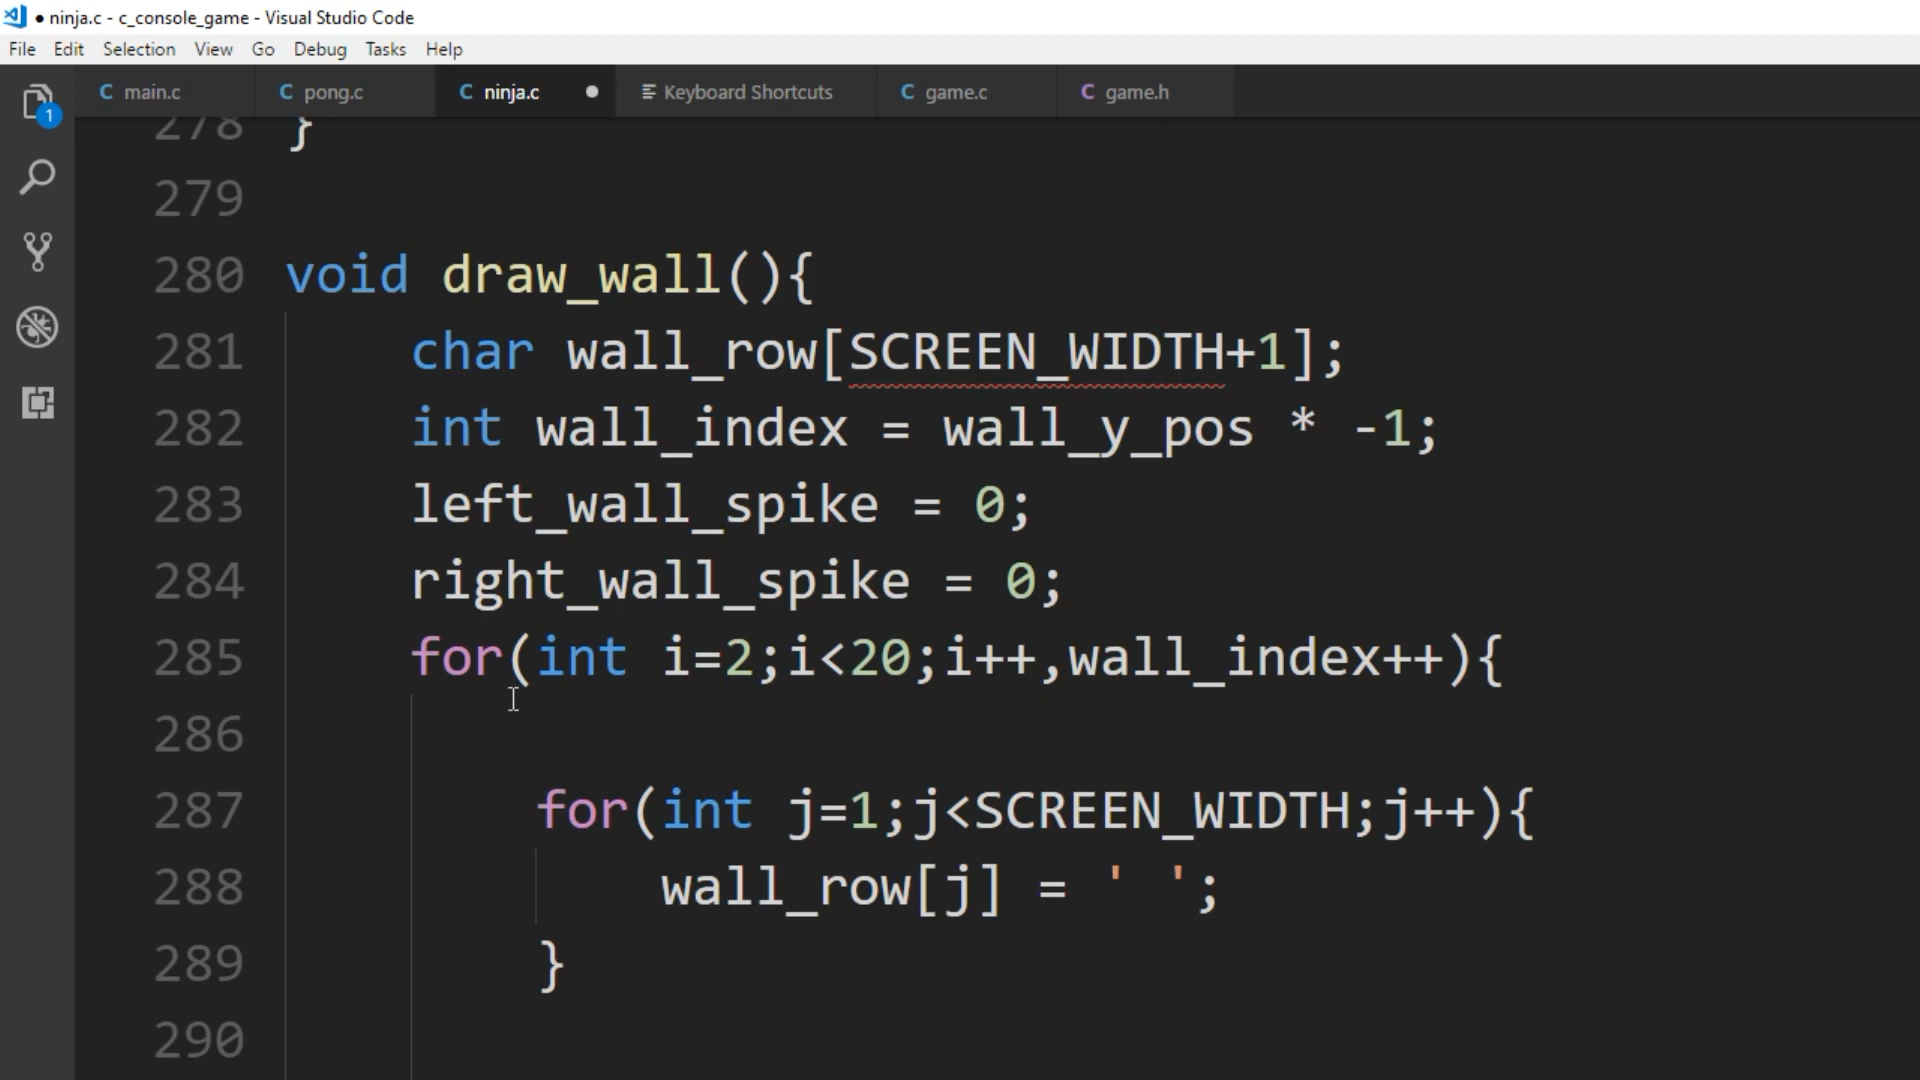 ninja.c - c_console_game - Visual Studio Code
File Edit Selection View Go Debug Tasks Help
C main.c C pong.c C ninja.c Keyboard Shortcuts C game.c C game.h
1
278 }
279
280 void draw_wall(){
281 char wall_row[SCREEN_WIDTH+1];
282 int wall_index = wall_y_pos * -1;
283 left_wall_spike = 0;
284 right_wall_spike = 0;
285 for(int i=2;i<20;i++,wall_index++){
286
287 for(int j=1;j<SCREEN_WIDTH;j++){
288 wall_row[j] = ' ';
289 }
290